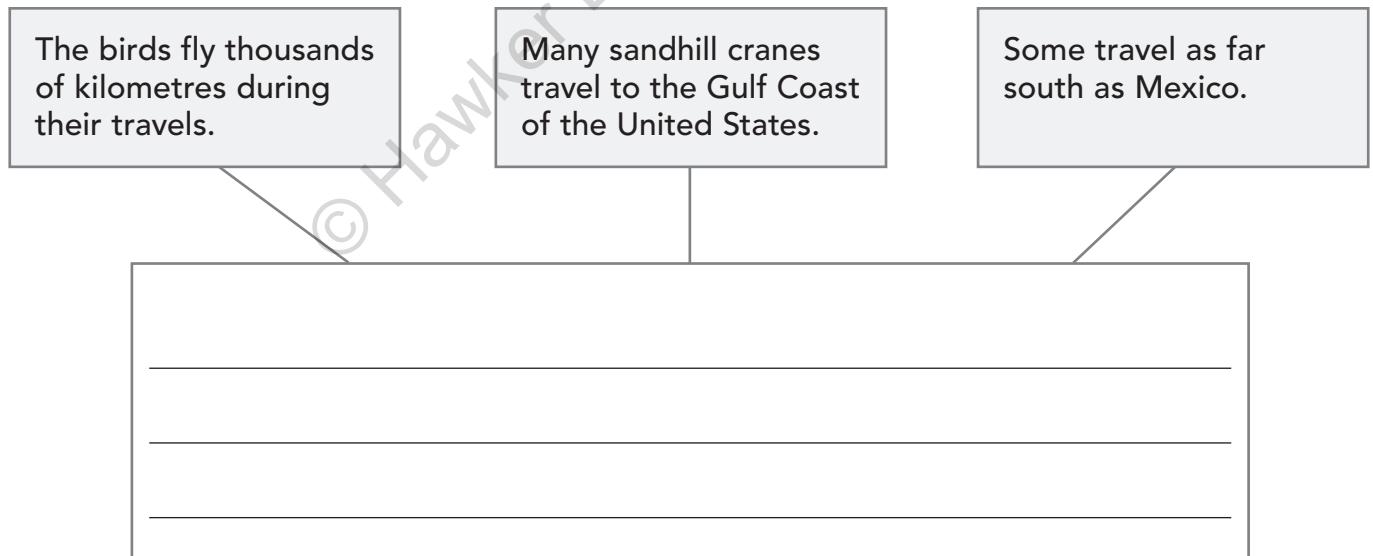 The birds fly thousands
of kilometres during
their travels.
Many sandhill cranes
travel to the Gulf Coast
of the United States.
Some travel as far
south as Mexico.
© Hawker